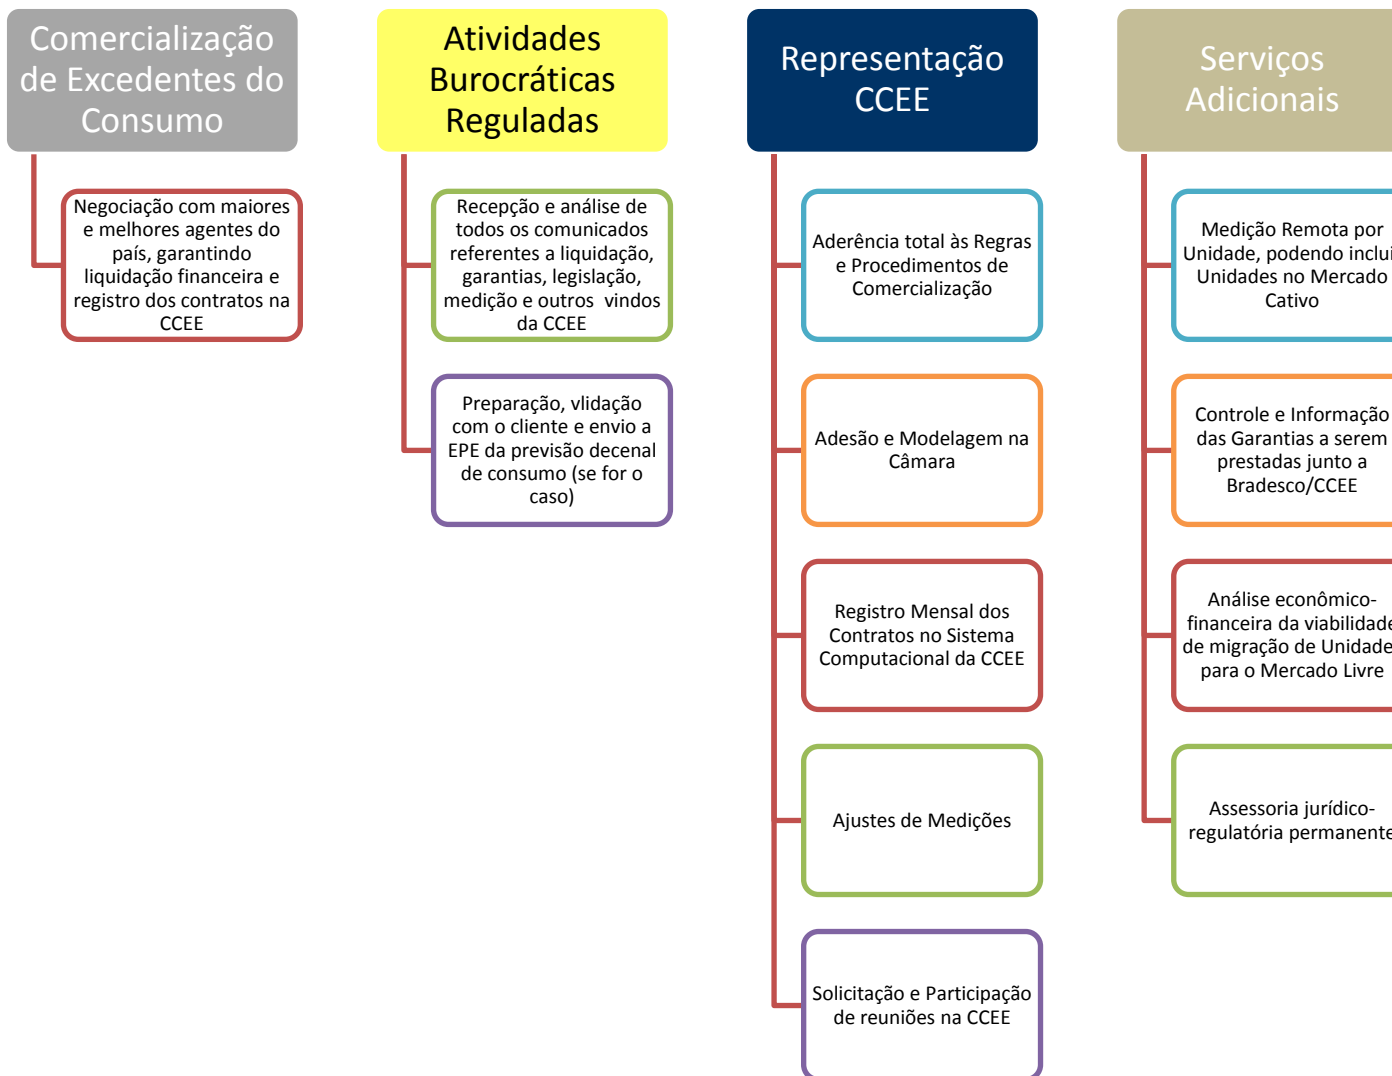 Comercialização
de Excedentes do
Consumo
Negociação com maiores
e melhores agentes do
país, garantindo
liquidação financeira e
registro dos contratos na
CCEE
Atividades
Burocráticas
Reguladas
Recepção e análise de
todos os comunicados
referentes a liquidação,
garantias, legislação,
medição e outros vindos
da CCEE
Preparação, vlidação
com o cliente e envio a
EPE da previsão decenal
de consumo (se for o
caso)
Representação
CCEE
Aderência total às Regras
e Procedimentos de
Comercialização
Adesão e Modelagem na
Câmara
Registro Mensal dos
Contratos no Sistema
Computacional da CCEE
Ajustes de Medições
Solicitação e Participação
de reuniões na CCEE
Serviços
Adicionais
Medição Remota por
Unidade, podendo inclui
Unidades no Mercado
Cativo
Controle e Informação
das Garantias a serem
prestadas junto a
Bradesco/CCEE
Análise econômico-
financeira da viabilidade
de migração de Unidade
para o Mercado Livre
Assessoria jurídico-
regulatória permanente